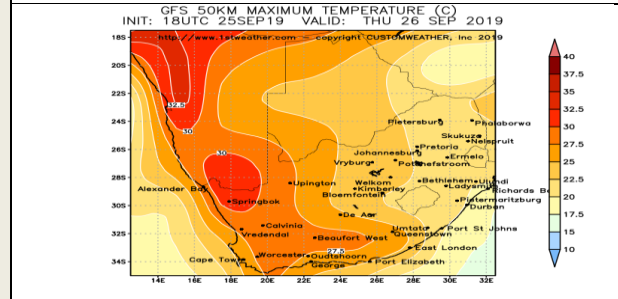 GFS 50KM MAXIMUM TEMPERATURE (C)
INIT: 18UTC 25SEP19 VALID: THU 26 SEP 2019
http://www.1stweather.com - copyright CUSTOMWEATHER, Inc 2019
18S
20S
22S
24S
26S
28S
30S
32S
34S
14E 16E 18E 20E 22E 24E 26E 28E 30E 32E
40
37.5
35
32.5
30
27.5
25
22.5
20
17.5
15
10
32.5
30
30
27.5
Pietersburg
Phalaborwa
Skukuza
Nelspruit
Pretoria
Johannesburg
Ermelo
Vryburg
Potchefstroom
Welkom
Bethlehem
Ulundi
Upington
Kimberley
Ladysmith
Richards Ba
Alexander Bay
Bloemfontein
Springbok
Pietermaritzburg
Durban
De Aar
Calvinia
Umtata
Port St Johns
Vredendal
Beaufort West
Queenstown
East London
Cape Town
Worcester
Oudtshoorn
George
Port Elizabeth